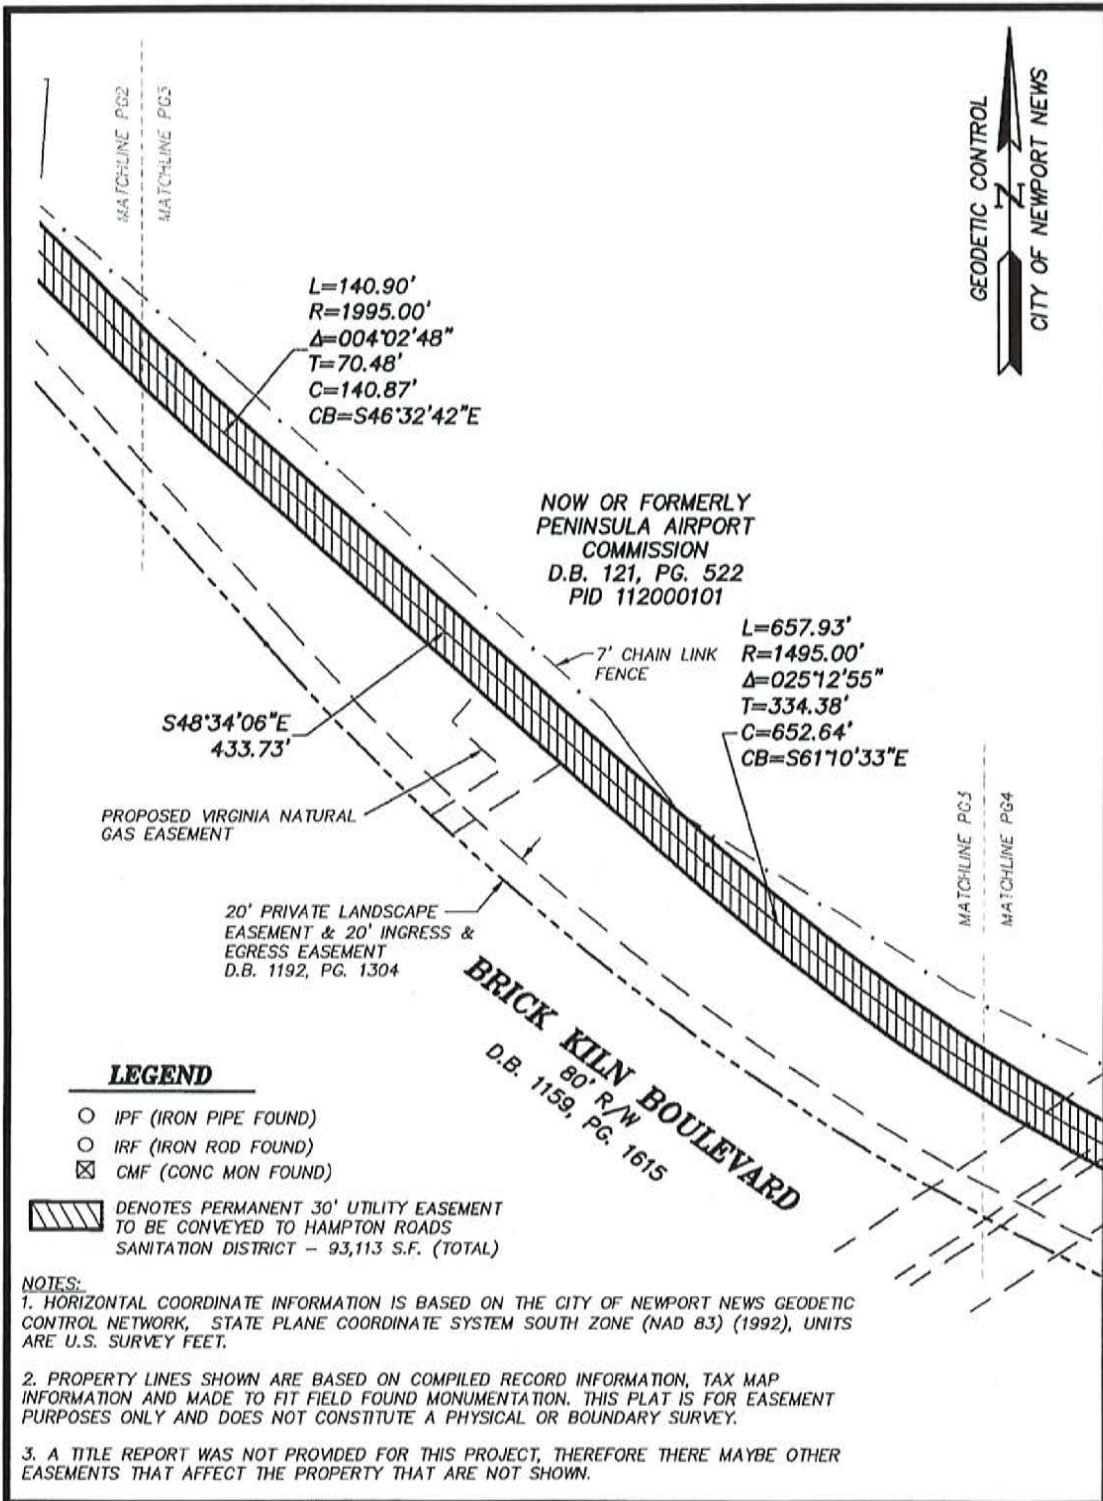 MATCHLINE PG2
MATCHLINE PG3
GEODETIC CONTROL
N
CITY OF NEWPORT NEWS
L=140.90'
R=1995.00'
Δ=004°02'48"
T=70.48'
C=140.87'
CB=S46°32'42"E
NOW OR FORMERLY
PENINSULA AIRPORT
COMMISSION
D.B. 121, PG. 522
PID 112000101
L=657.93'
R=1495.00'
Δ=025°12'55"
T=334.38'
C=652.64'
CB=S61°10'33"E
7' CHAIN LINK
FENCE
S48°34'06"E
433.73'
PROPOSED VIRGINIA NATURAL
GAS EASEMENT
MATCHLINE PG3
MATCHLINE PG4
20' PRIVATE LANDSCAPE
EASEMENT & 20' INGRESS &
EGRESS EASEMENT
D.B. 1192, PG. 1304
BRICK KILN BOULEVARD
80' R/W
D.B. 1159, PG. 1615
LEGEND
IPF (IRON PIPE FOUND)
IRF (IRON ROD FOUND)
CMF (CONC MON FOUND)
DENOTES PERMANENT 30' UTILITY EASEMENT
TO BE CONVEYED TO HAMPTON ROADS
SANITATION DISTRICT - 93,113 S.F. (TOTAL)
NOTES:
1. HORIZONTAL COORDINATE INFORMATION IS BASED ON THE CITY OF NEWPORT NEWS GEODETIC
CONTROL NETWORK, STATE PLANE COORDINATE SYSTEM SOUTH ZONE (NAD 83) (1992), UNITS
ARE U.S. SURVEY FEET.
2. PROPERTY LINES SHOWN ARE BASED ON COMPILED RECORD INFORMATION, TAX MAP
INFORMATION AND MADE TO FIT FIELD FOUND MONUMENTATION. THIS PLAT IS FOR EASEMENT
PURPOSES ONLY AND DOES NOT CONSTITUTE A PHYSICAL OR BOUNDARY SURVEY.
3. A TITLE REPORT WAS NOT PROVIDED FOR THIS PROJECT, THEREFORE THERE MAYBE OTHER
EASEMENTS THAT AFFECT THE PROPERTY THAT ARE NOT SHOWN.